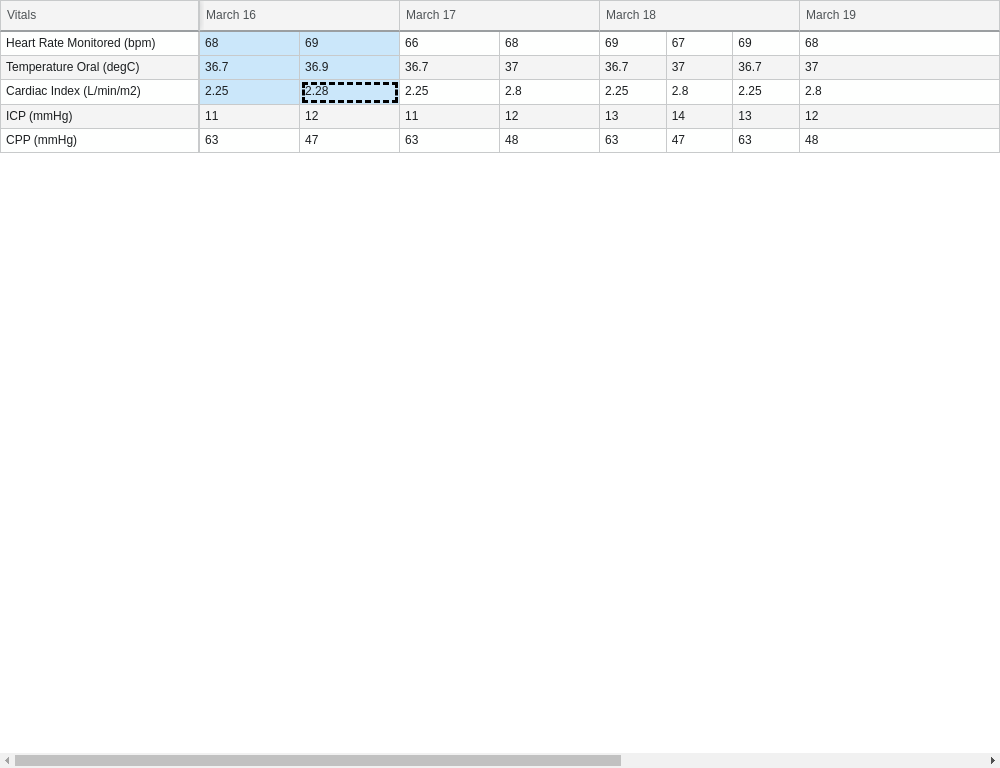 Vitals March 16 March 17 March 18 March 19
Heart Rate Monitored (bpm) 68 69 66 68 69 67 69 68
Temperature Oral (degC) 36.7 36.9 36.7 37 36.7 37 36.7 37
Cardiac Index (L/min/m2) 2.25 2.28 2.25 2.8 2.25 2.8 2.25 2.8
ICP (mmHg) 11 12 11 12 13 14 13 12
CPP (mmHg) 63 47 63 48 63 47 63 48